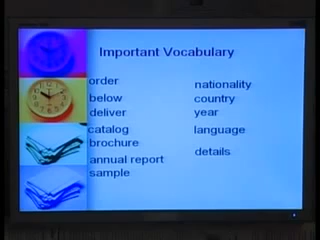 Important Vocabulary
order
below
deliver
catalog
brochure
annual report
sample
nationality
country
year
language
details